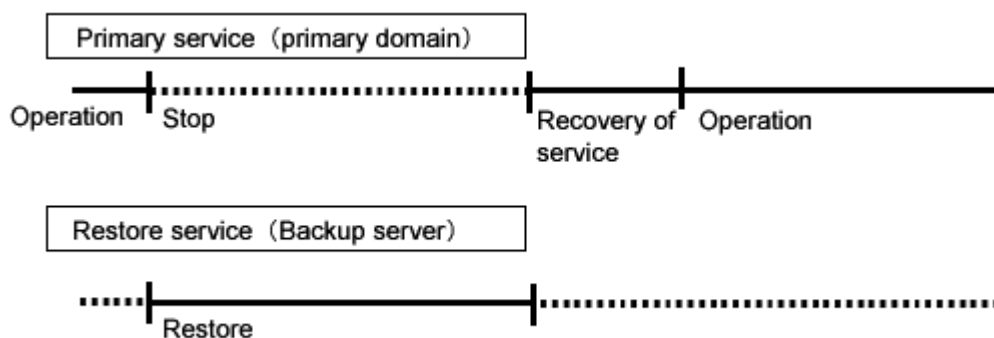 Primary service（primary domain）
Operation
Stop
Recovery of
service
Operation
Restore service（Backup server）
Restore